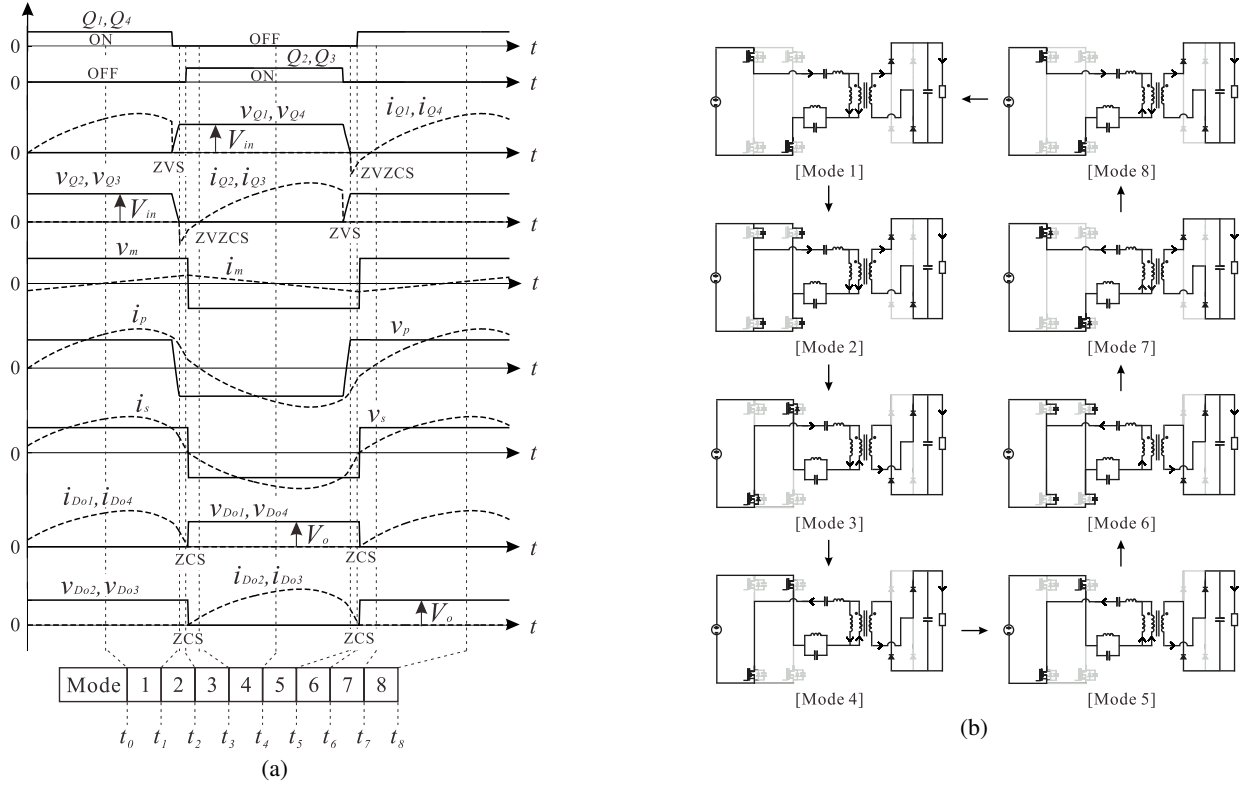 Q1,Q4
0 ON OFF t
Q2,Q3
0 OFF ON t
vQ1,vQ4 iQ1,iQ4
Vin
0 t
ZVS ZVZCS
vQ2,vQ3 iQ2,iQ3
Vin
0 t
ZVZCS ZVS
vm
im
0 t
ip vp
0 t
is vs
0 t
iDo1,iDo4 vDo1,vDo4
Vo
0 t
ZCS ZCS
vDo2,vDo3 iDo2,iDo3
Vo
0 t
ZCS ZCS
Mode 1 2 3 4 5 6 7 8
t0 t1 t2 t3 t4 t5 t6 t7 t8
(a)
[Mode 1] [Mode 8]
[Mode 2] [Mode 7]
[Mode 3] [Mode 6]
[Mode 4] [Mode 5]
(b)